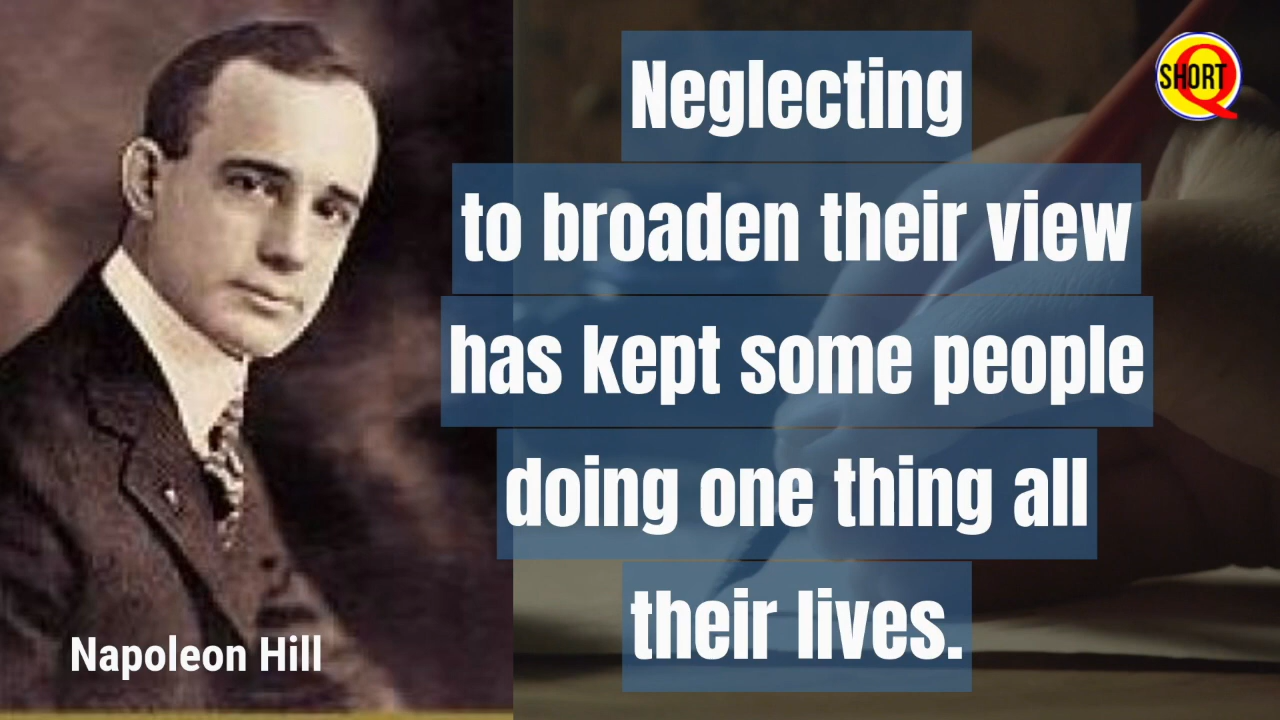 Neglecting
to broaden their view
has kept some people
doing one thing all
their lives.
Napoleon Hill
SHORT Q